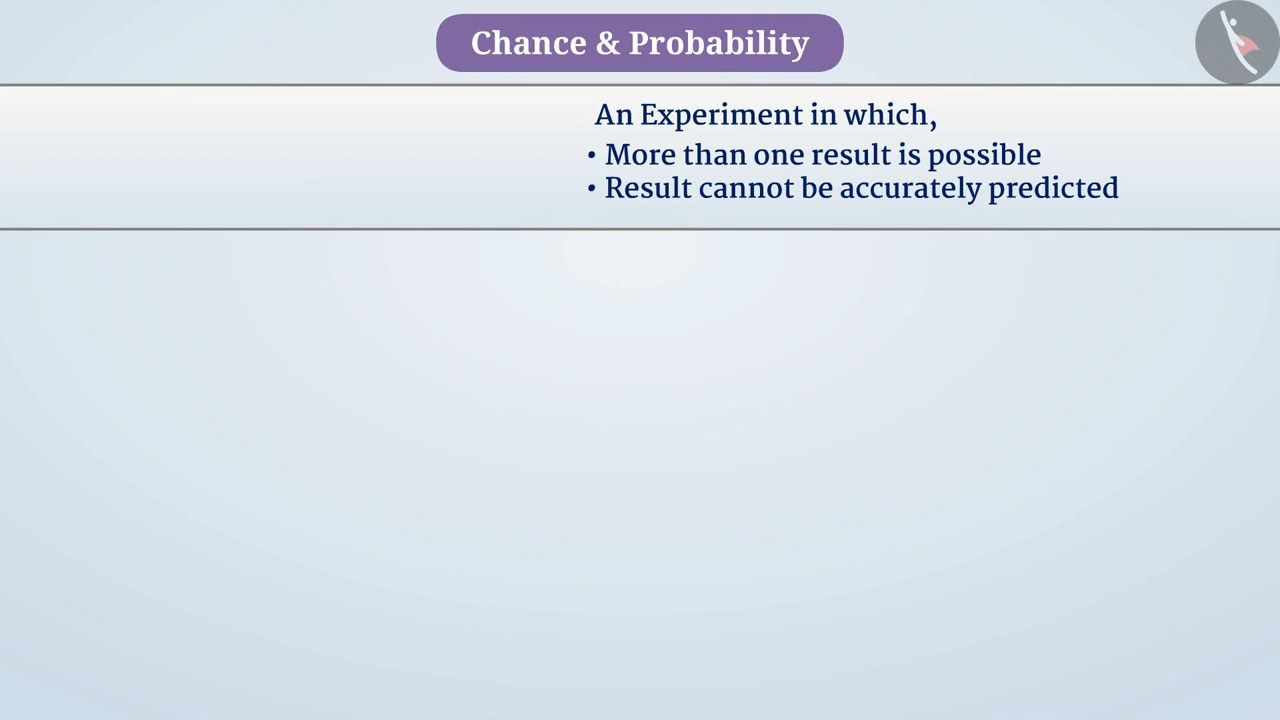 Chance & Probability
An Experiment in which,
• More than one result is possible
• Result cannot be accurately predicted